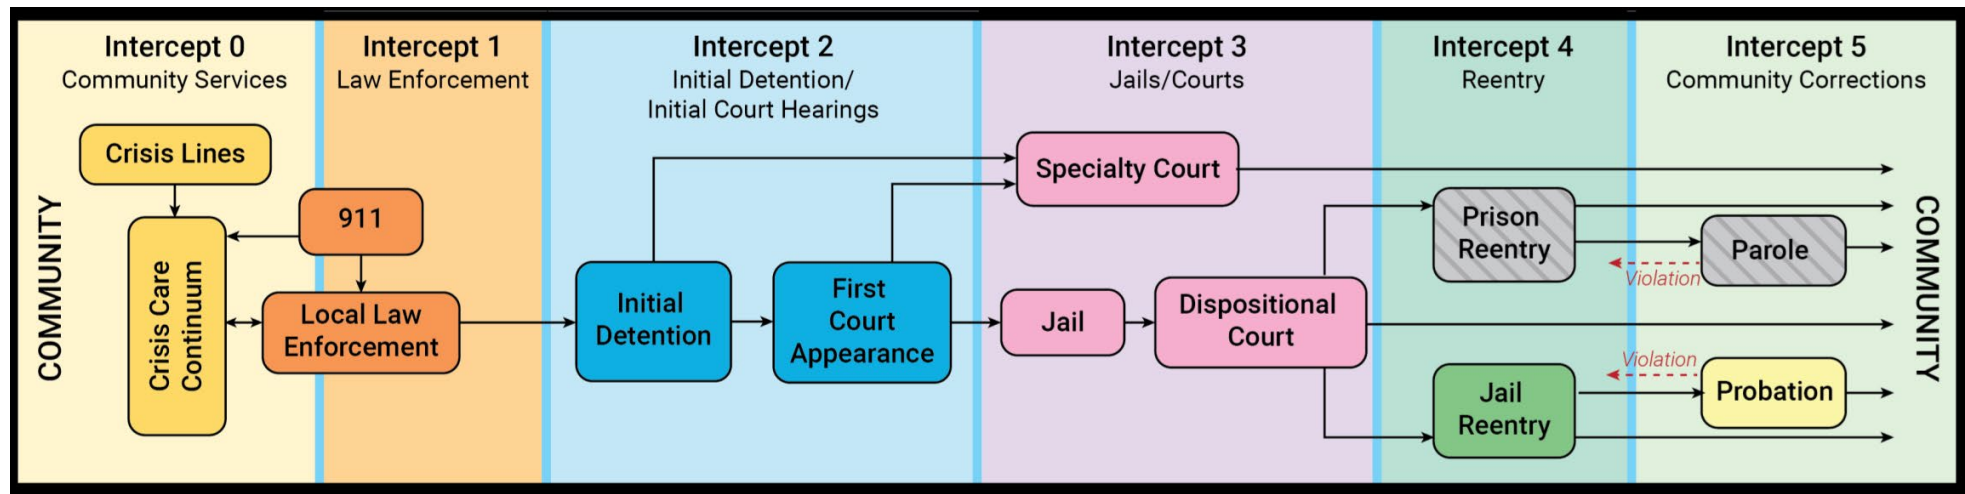 Intercept 0
Community Services
Intercept 1
Law Enforcement
Intercept 2
Initial Detention/
Initial Court Hearings
Intercept 3
Jails/Courts
Intercept 4
Reentry
Intercept 5
Community Corrections
COMMUNITY
Crisis Lines
Crisis Care
Continuum
911
Local Law
Enforcement
Initial
Detention
First
Court
Appearance
Specialty Court
Jail
Dispositional
Court
Prison
Reentry
Parole
Violation
Jail
Reentry
Violation
Probation
COMMUNITY